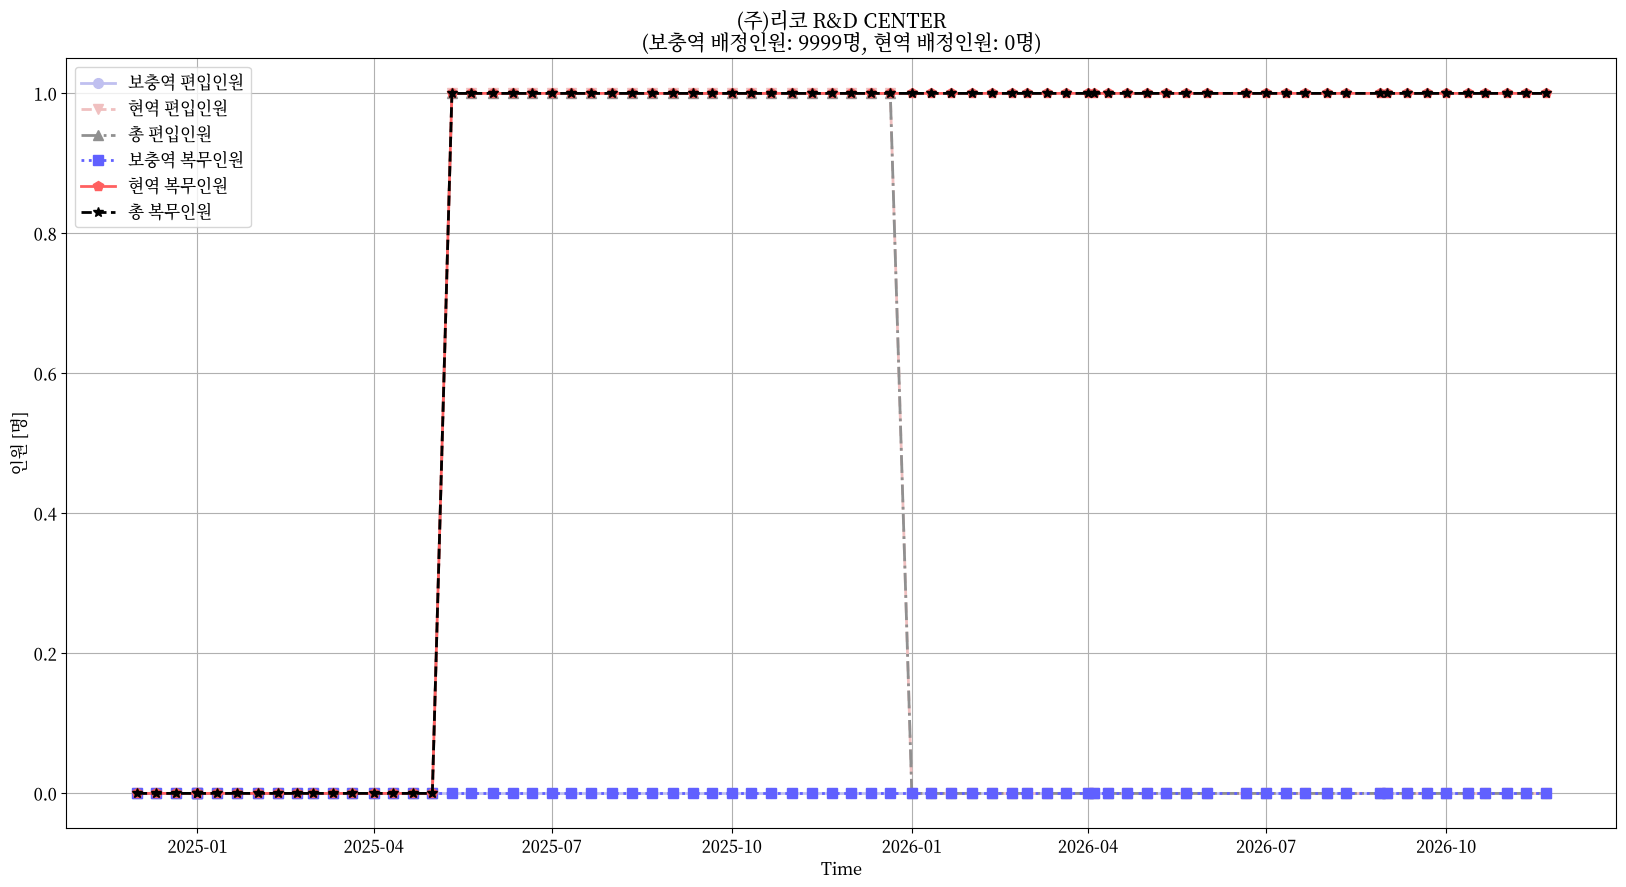 (주)리코 R&D CENTER
(보충역 배정인원: 9999명, 현역 배정인원: 0명)
보충역 편입인원
현역 편입인원
총 편입인원
보충역 복무인원
현역 복무인원
총 복무인원
인원 [명]
1.0
0.8
0.6
0.4
0.2
0.0
2025-01
2025-04
2025-07
2025-10
2026-01
2026-04
2026-07
2026-10
Time